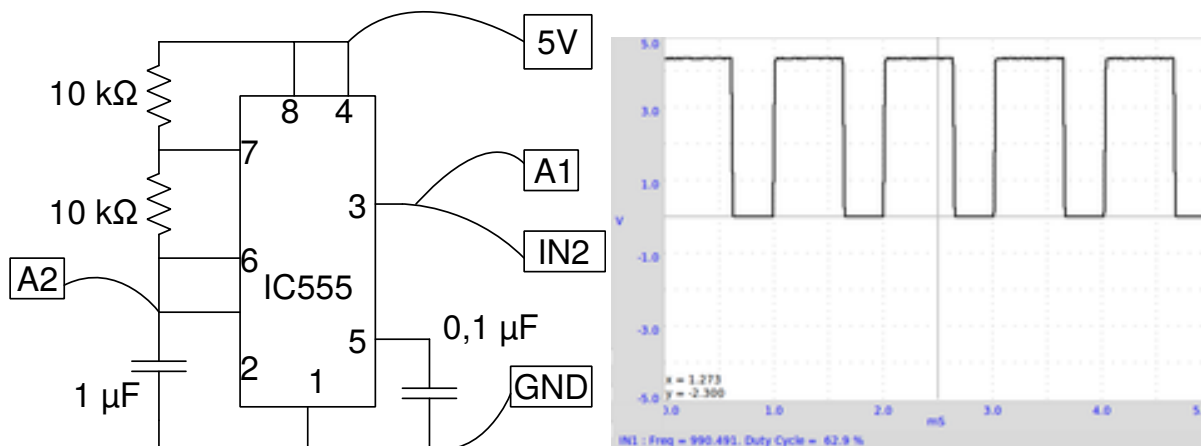 5V
10 kΩ
8 4
7
A1
10 kΩ
3
6
IN2
A2
IC555
0,1 µF
5
2
1
1 µF
GND
5.0
3.0
1.0
V
-1.0
-3.0
x = 1.273
y = -2.300
-5.0
0.0 1.0 2.0 3.0 4.0
mS
IN1 : Freq = 990.491, Duty Cycle = 62.9 %